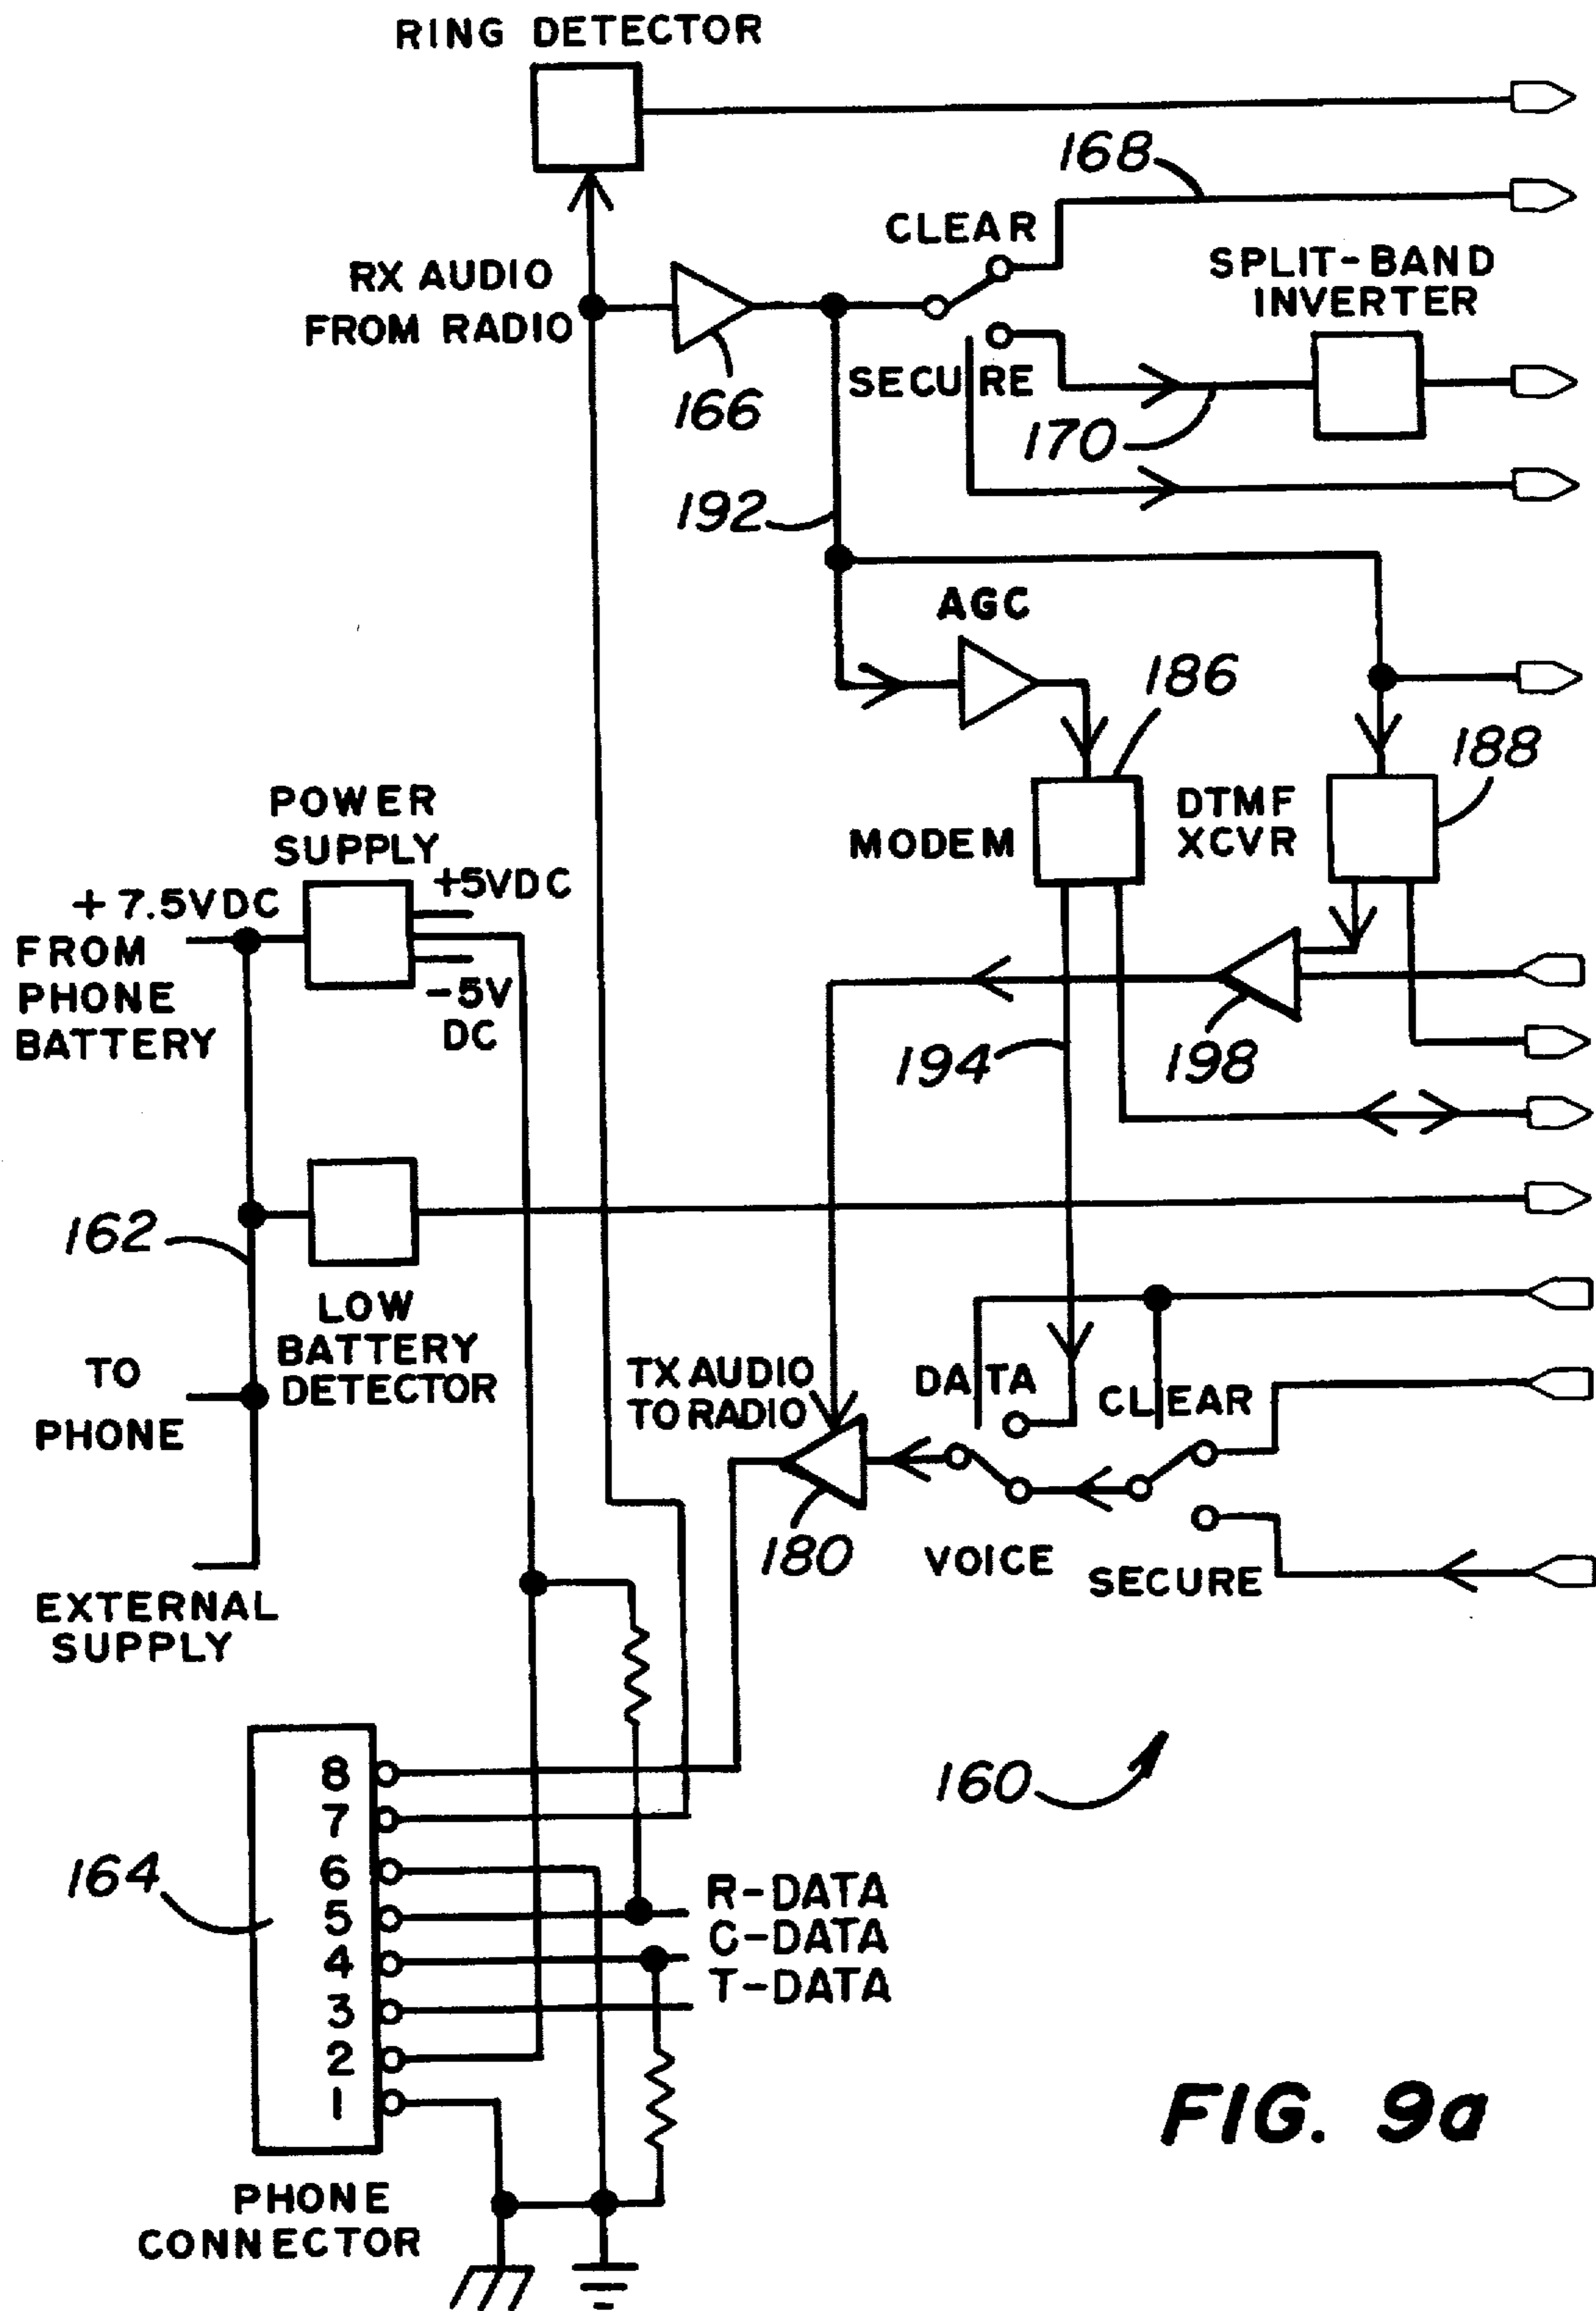 RING DETECTOR
168
CLEAR
RX AUDIO
FROM RADIO
SPLIT-BAND
INVERTER
166
SECURE
170
192
AGC
186
188
POWER
SUPPLY
MODEM
DTMF
XCVR
+5VDC
+7.5VDC
FROM
PHONE
BATTERY
-5V
DC
194
198
162
LOW
BATTERY
DETECTOR
TO
PHONE
TX AUDIO
TO RADIO
DATA
CLEAR
180
VOICE
SECURE
EXTERNAL
SUPPLY
160
8
7
6
5
4
3
2
1
164
R-DATA
C-DATA
T-DATA
PHONE
CONNECTOR
FIG. 9a